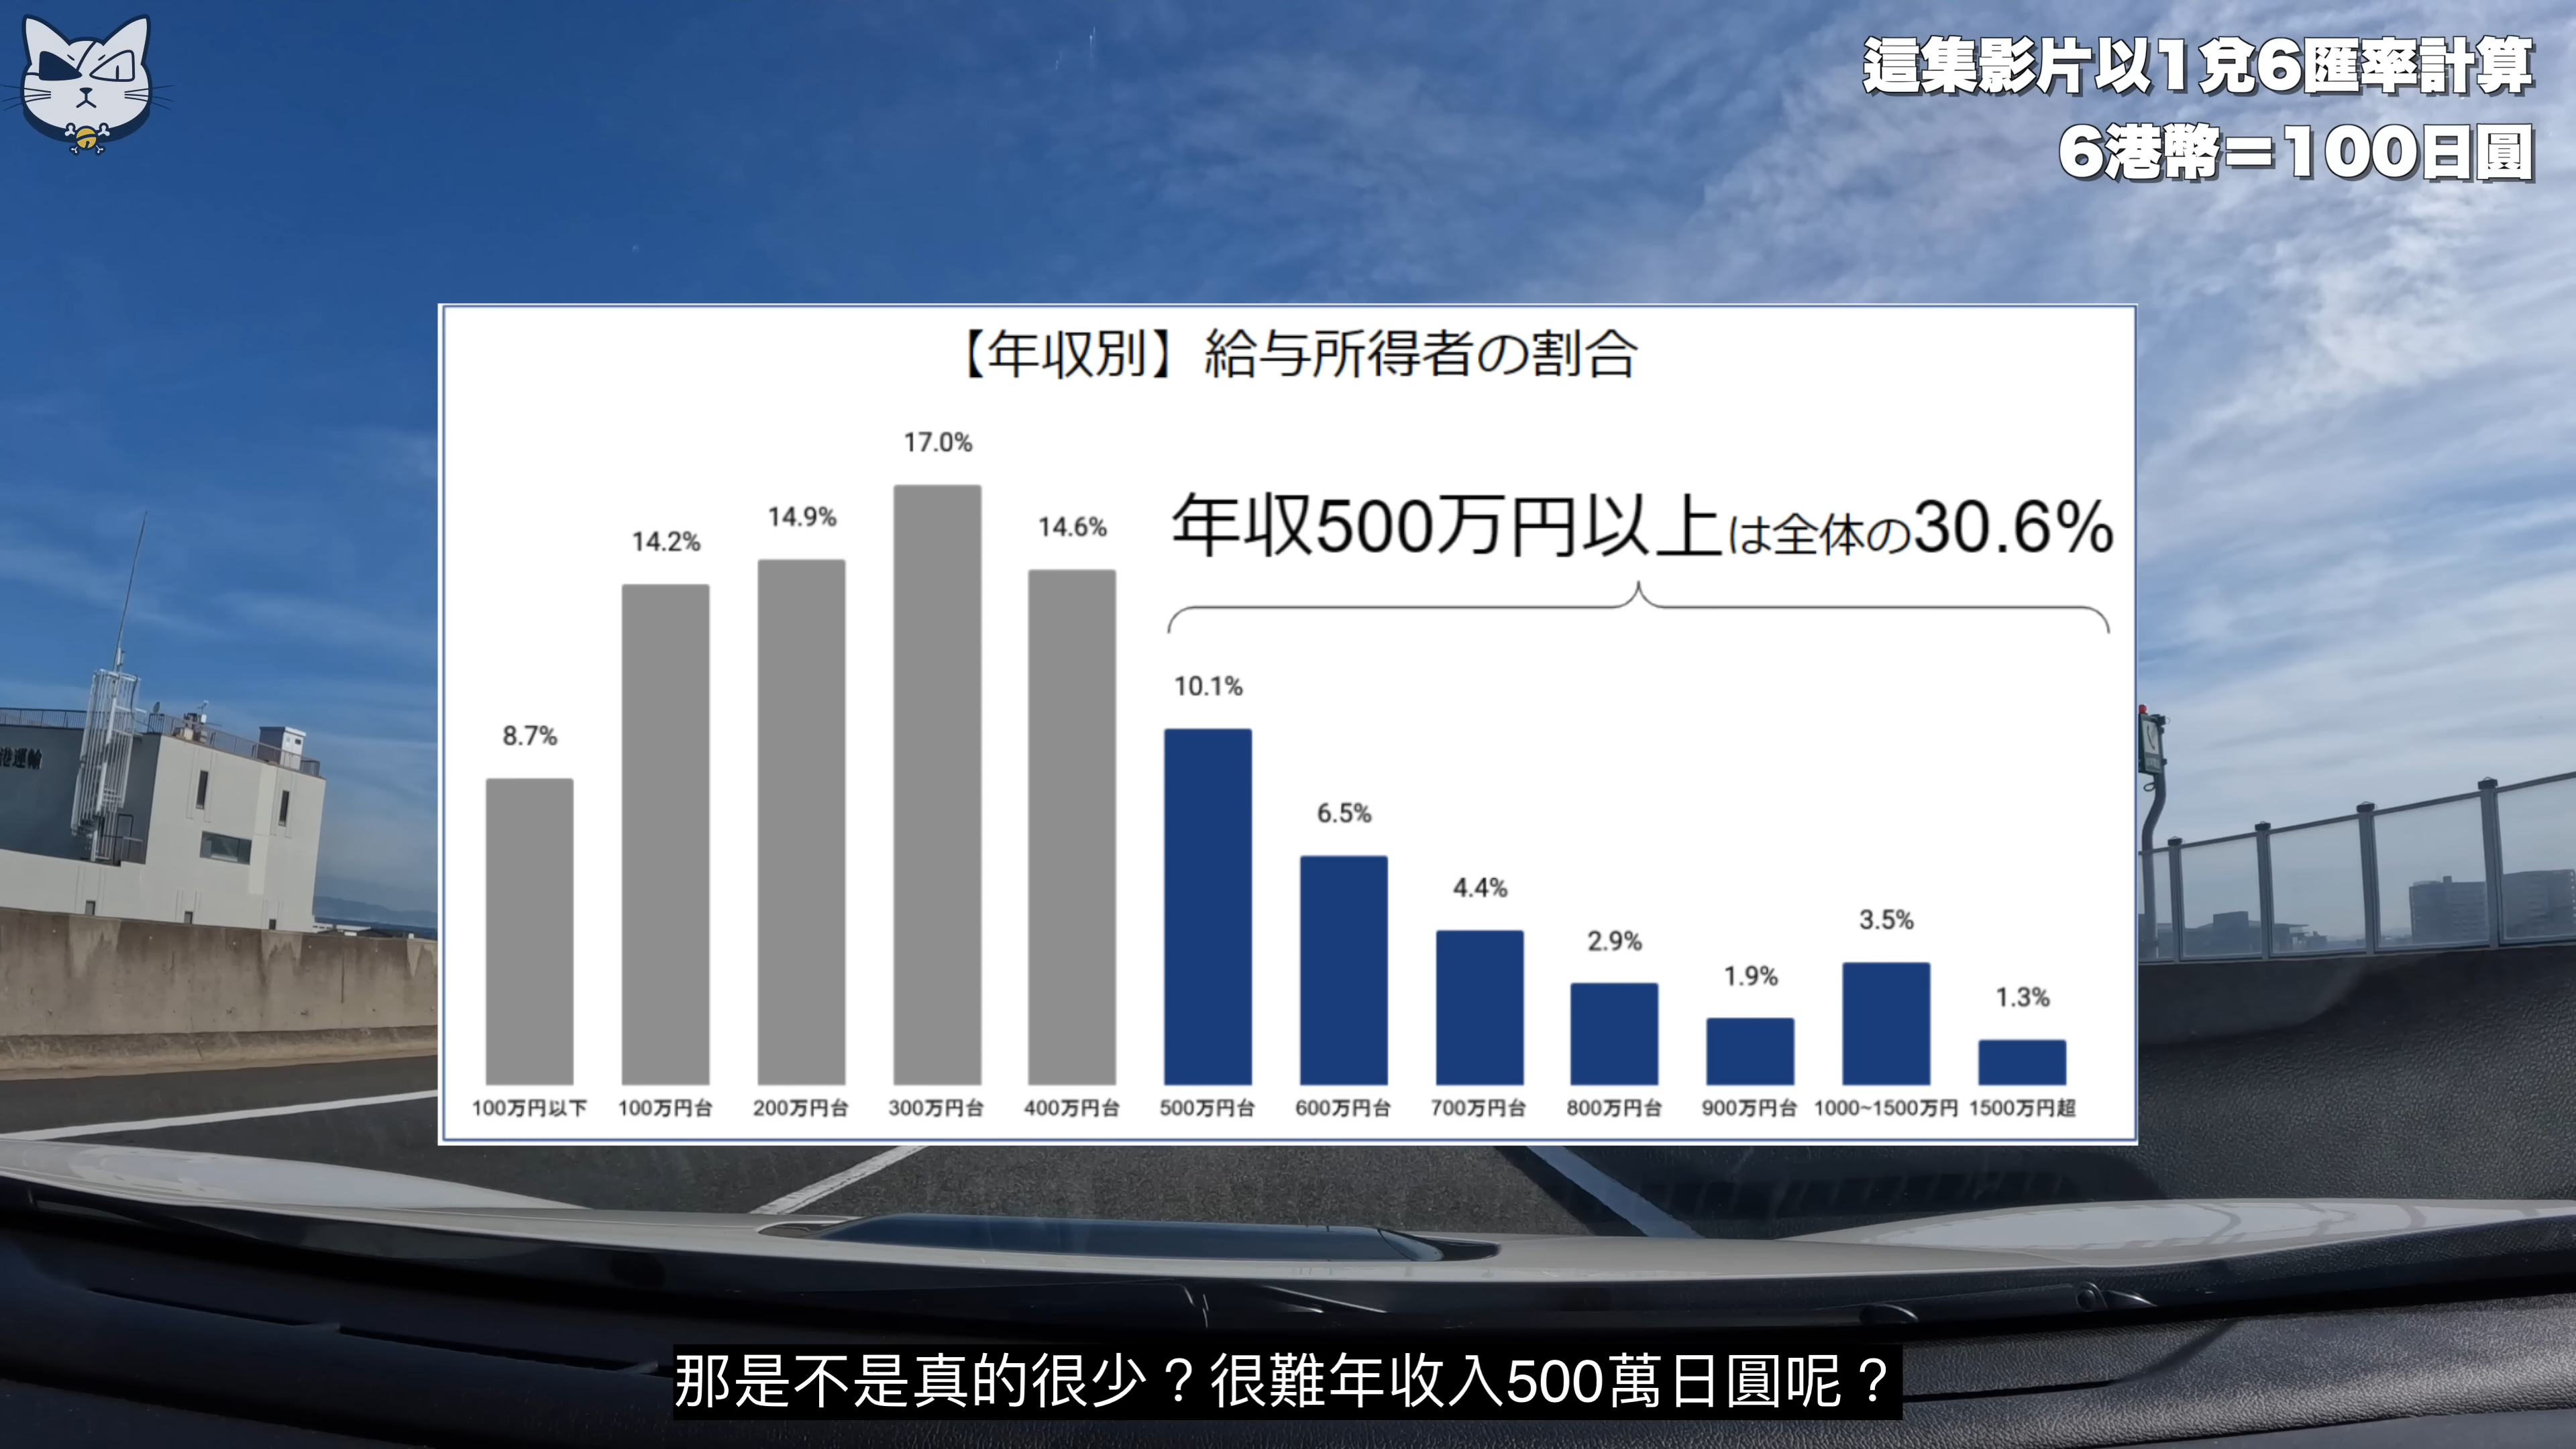 這集影片以1兌6匯率計算
6港幣=100日圓
【年収別】給与所得者の割合
17.0%
年収500万円以上は全体の30.6%
14.2%
14.9%
14.6%
8.7%
10.1%
6.5%
4.4%
2.9%
1.9%
3.5%
1.3%
100万円以下 100万円台 200万円台 300万円台 400万円台 500万円台 600万円台 700万円台 800万円台 900万円台 1000~1500万円 1500万円超
港運輸
那是不是真的很少？很難年收入500萬日圓呢？